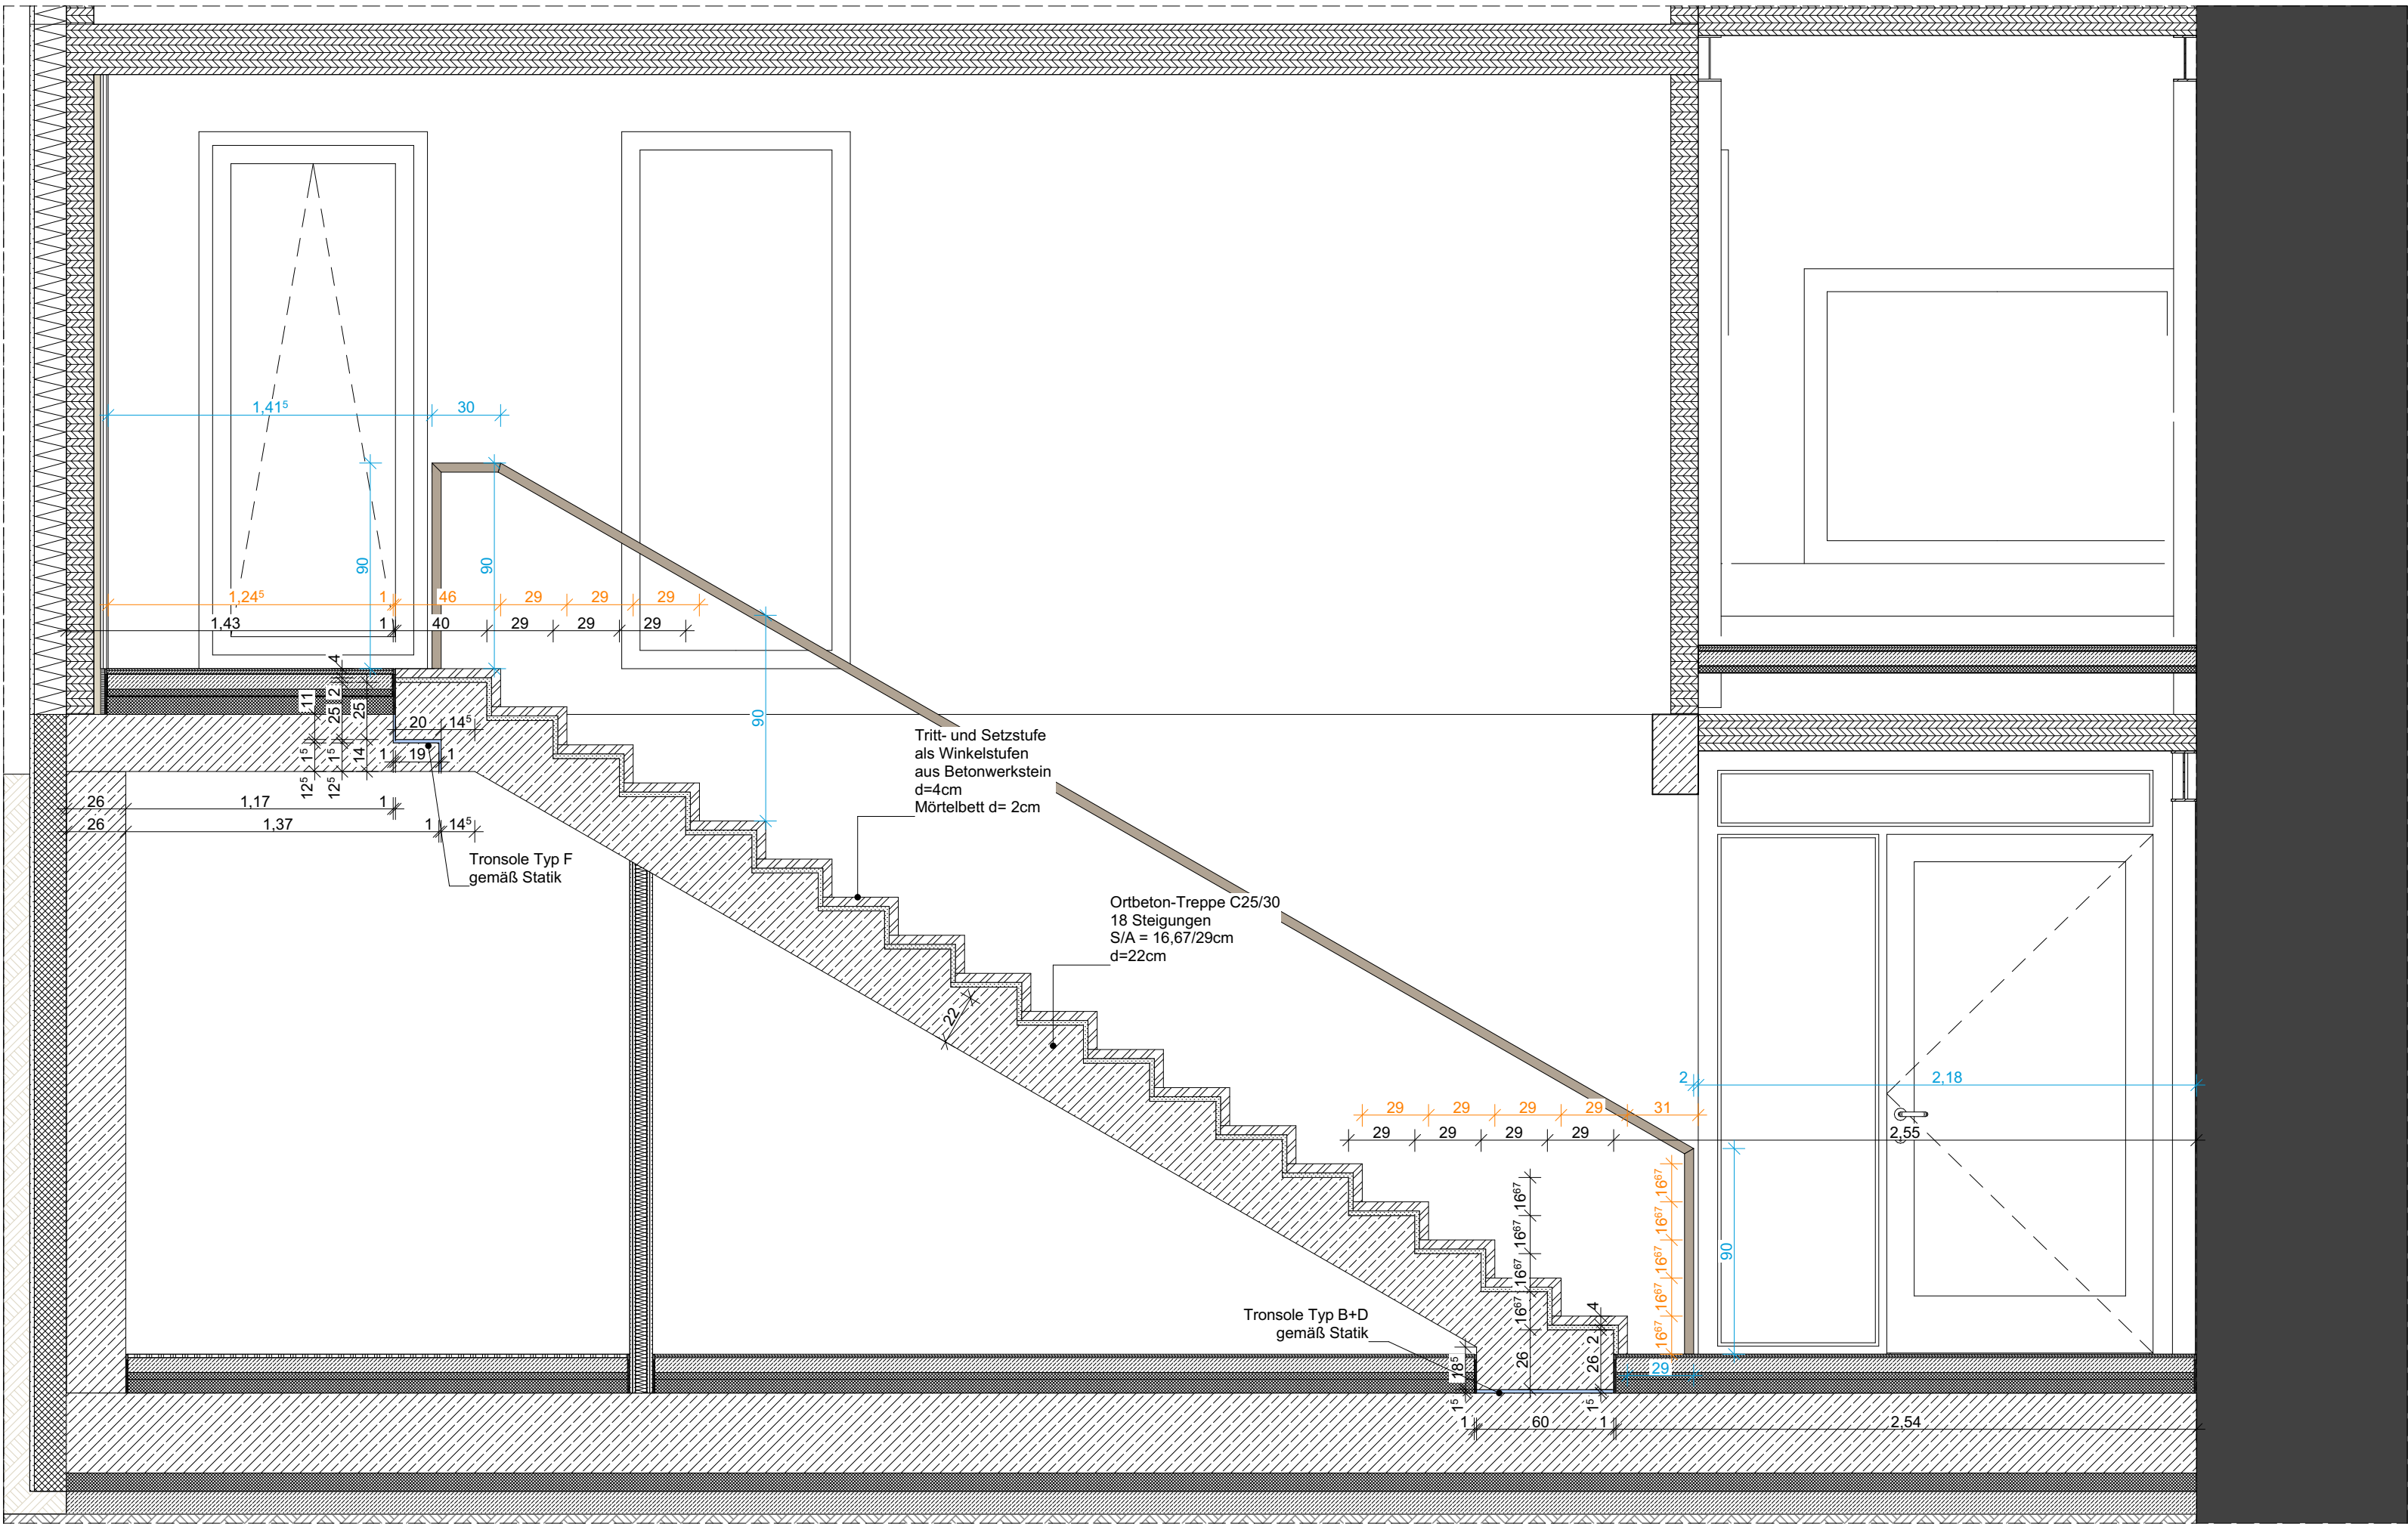 1,41⁵ 30
90
90
1,24⁵ 1 46 29 29 29
1,43 1 40 29 29 29
4
11
2
25
25
90
20 14⁵
1⁵
1⁵
14
1 19 1
12⁵
12⁵
Tritt- und Setzstufe
als Winkelstufen
aus Betonwerkstein
d=4cm
Mörtelbett d= 2cm
26 1,17 1
26 1,37 1 14⁵
Tronsole Typ F
gemäß Statik
Ortbeton-Treppe C25/30
18 Steigungen
S/A = 16,67/29cm
d=22cm
22
2 2,18
29 29 29 29 31
29 29 29 29 2,55
16⁶⁷
16⁶⁷
16⁶⁷
16⁶⁷
26
16⁶⁷
16⁶⁷
16⁶⁷
16⁶⁷
16⁶⁷
90
4
2
26
Tronsole Typ B+D
gemäß Statik
18⁵
29
1⁵
1⁵
1 60 1 2,54